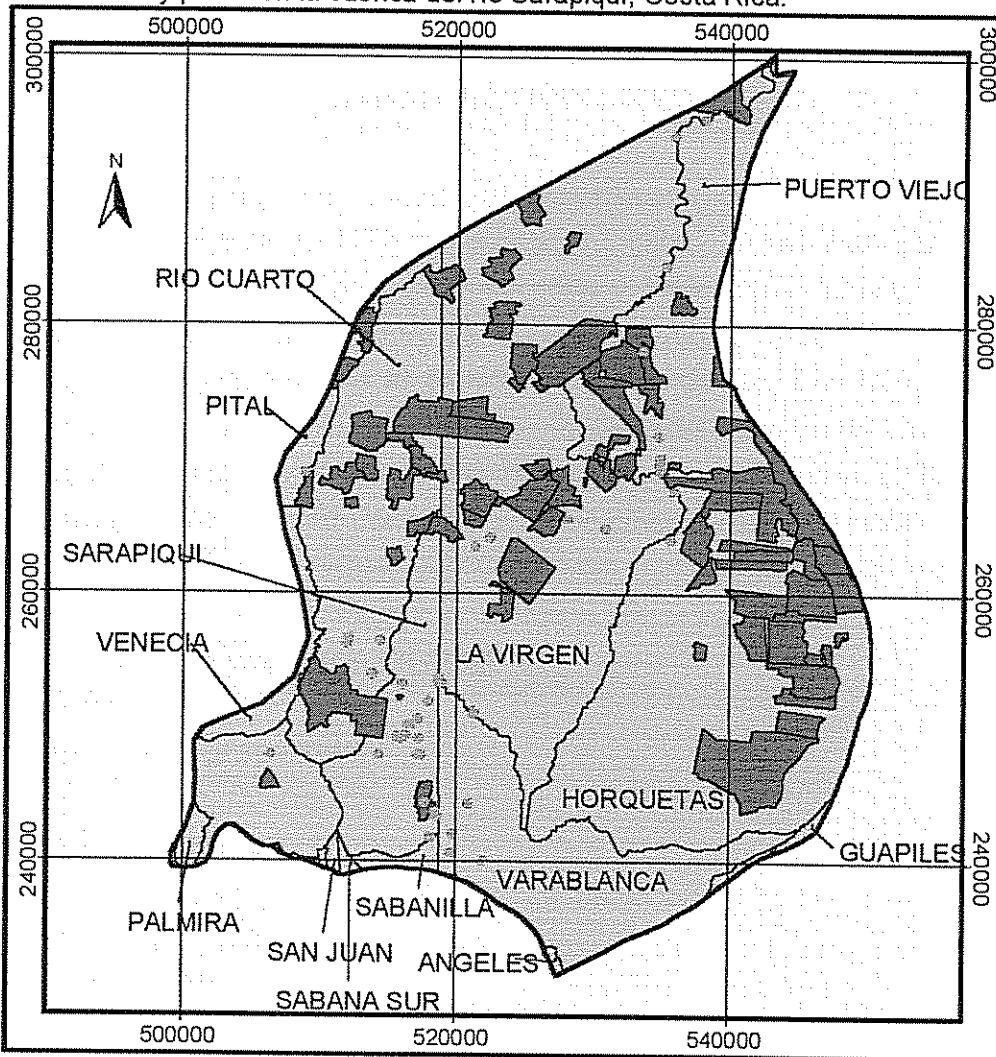 y p
la cuenca del río Sarapiquí, Costa Rica.
500000 520000 540000
300000 300000
N
PUERTO VIEJO
RIO CUARTO
280000 280000
PITAL
SARAPIQUI
260000 260000
VENECIA
LA VIRGEN
HORQUETAS
240000 240000
GUAPILES
VARABLANCA
SABANILLA
PALMIRA
SAN JUAN
ANGELES
SABANA SUR
500000 520000 540000